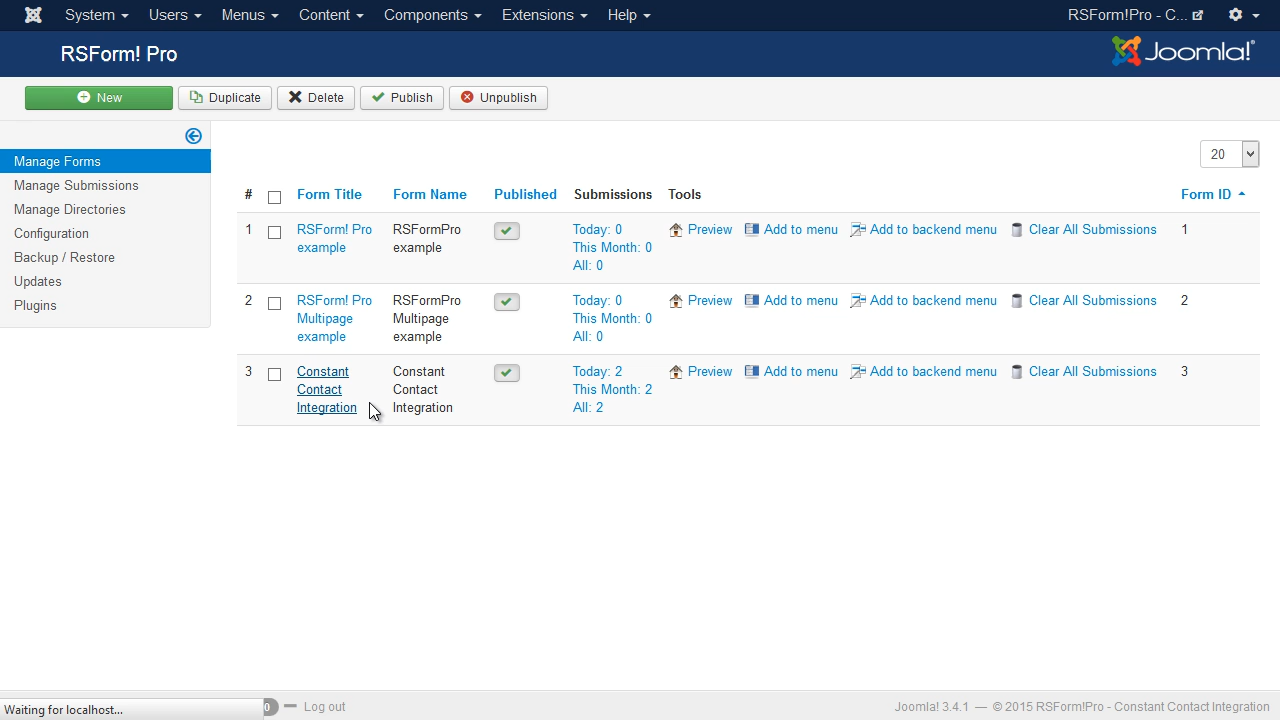 System Users Menus Content Components Extensions Help RSForm!Pro - C...
RSForm! Pro Joomla!®
New Duplicate Delete Publish Unpublish
Manage Forms
Manage Submissions
Manage Directories
Configuration
Backup / Restore
Updates
Plugins
20
# Form Title Form Name Published Submissions Tools Form ID
1 RSForm! Pro RSFormPro Today: 0 Preview Add to menu Add to backend menu Clear All Submissions 1
example example This Month: 0
All: 0
2 RSForm! Pro RSFormPro Today: 0 Preview Add to menu Add to backend menu Clear All Submissions 2
Multipage Multipage This Month: 0
example example All: 0
3 Constant Constant Today: 2 Preview Add to menu Add to backend menu Clear All Submissions 3
Contact Contact This Month: 2
Integration Integration All: 2
Waiting for localhost... 0 Log out Joomla! 3.4.1 — © 2015 RSForm!Pro - Constant Contact Integration